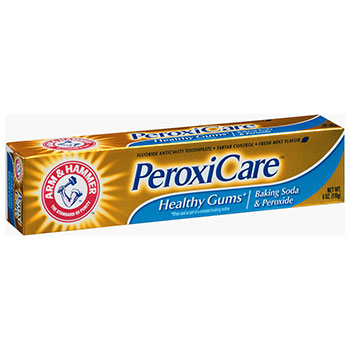 FLUORIDE ANTICAVITY TOOTHPASTE • TARTAR CONTROL • FRESH MINT FLAVOR
ARM & HAMMER
THE STANDARD OF PURITY
PeroxiCare™
Healthy Gums*
*When used as part of a complete brushing routine
Baking Soda
& Peroxide
NET WT.
6 OZ. (170g)